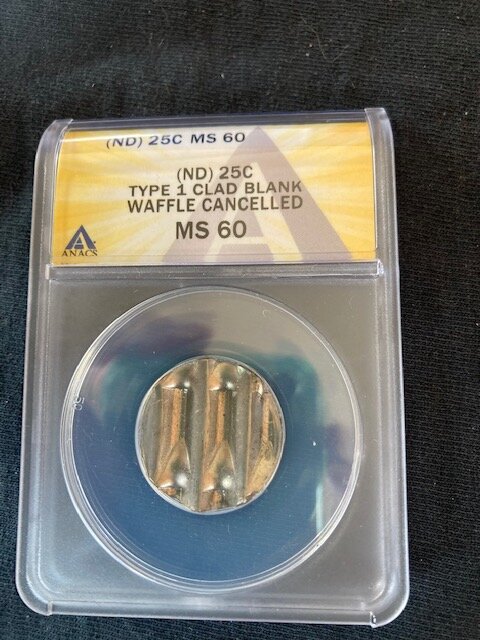 (ND) 25C MS 60
(ND) 25C
TYPE 1 CLAD BLANK
WAFFLE CANCELLED
MS 60
ANACS